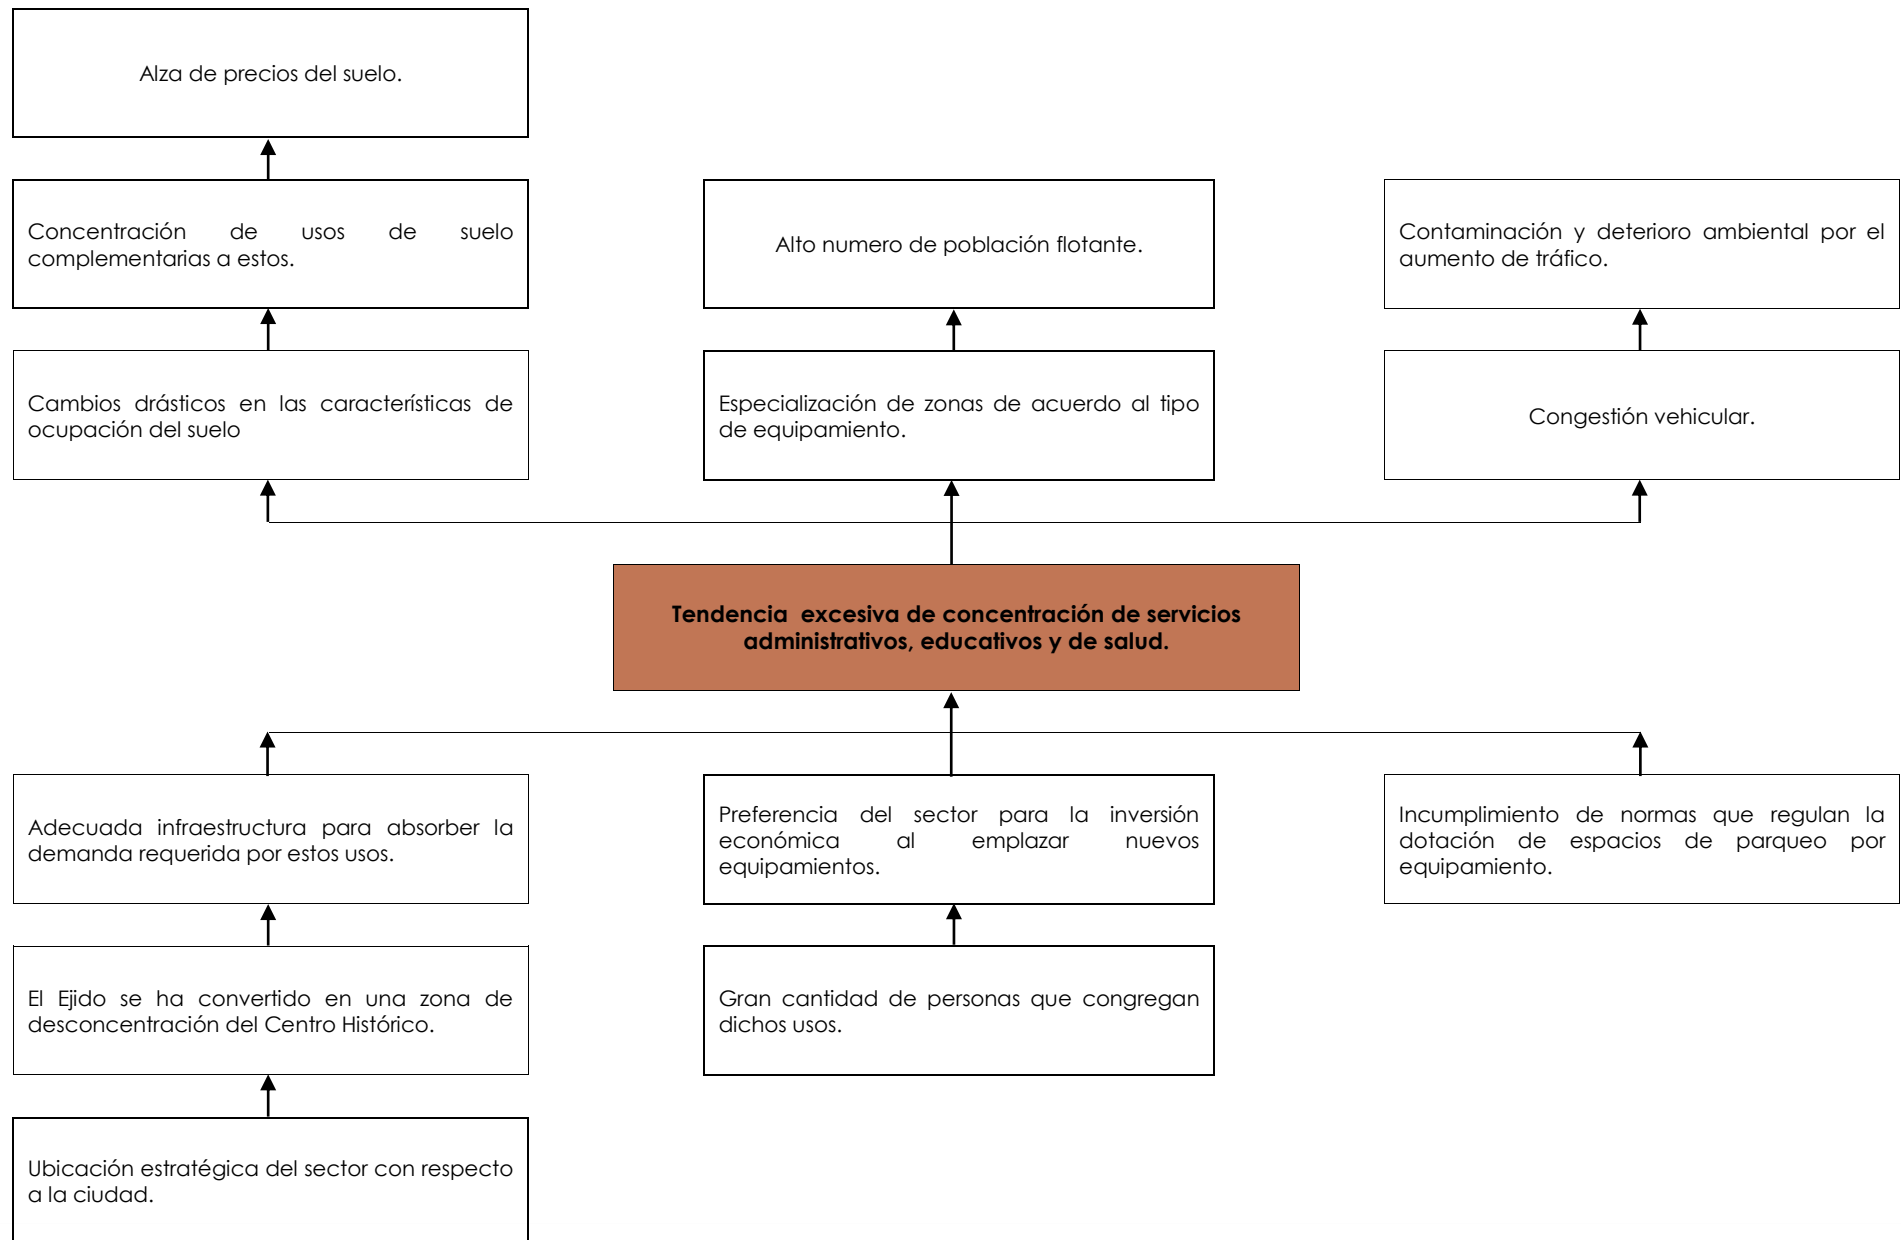 Alza de precios del suelo.
Concentración de usos de suelo
complementarias a estos.
Alto numero de población flotante.
Contaminación y deterioro ambiental por el
aumento de tráfico.
Cambios drásticos en las características de
ocupación del suelo
Especialización de zonas de acuerdo al tipo
de equipamiento.
Congestión vehicular.
Tendencia excesiva de concentración de servicios
administrativos, educativos y de salud.
Adecuada infraestructura para absorber la
demanda requerida por estos usos.
Preferencia del sector para la inversión
económica al emplazar nuevos
equipamientos.
Incumplimiento de normas que regulan la
dotación de espacios de parqueo por
equipamiento.
El Ejido se ha convertido en una zona de
desconcentración del Centro Histórico.
Gran cantidad de personas que congregan
dichos usos.
Ubicación estratégica del sector con respecto
a la ciudad.